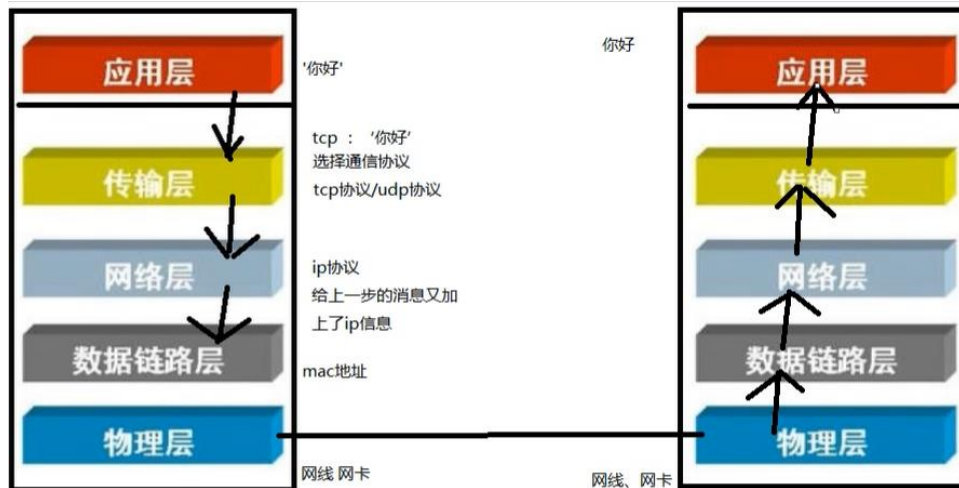 应用层
'你好'
tcp ： ‘你好’
选择通信协议
传输层
tcp协议/udp协议
网络层
ip协议
给上一步的消息又加
上了ip信息
数据链路层
mac地址
物理层
网线 网卡
你好
应用层
传输层
网络层
数据链路层
物理层
网线、网卡